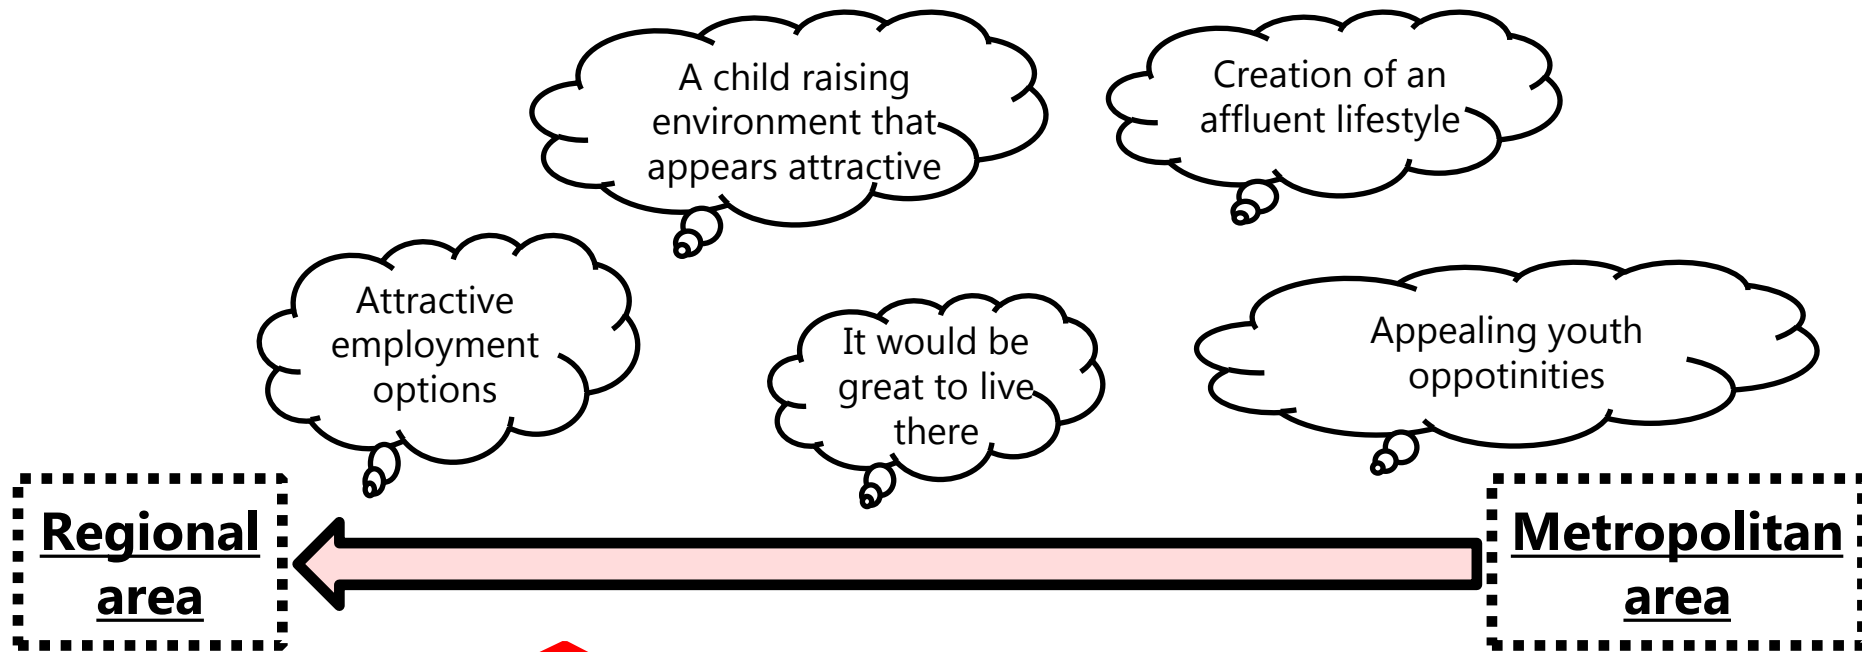 A child raising
environment that
appears attractive
Creation of an
affluent lifestyle
Attractive
employment
options
It would be
great to live
there
Appealing youth
oppotinities
Regional
area
Metropolitan
area